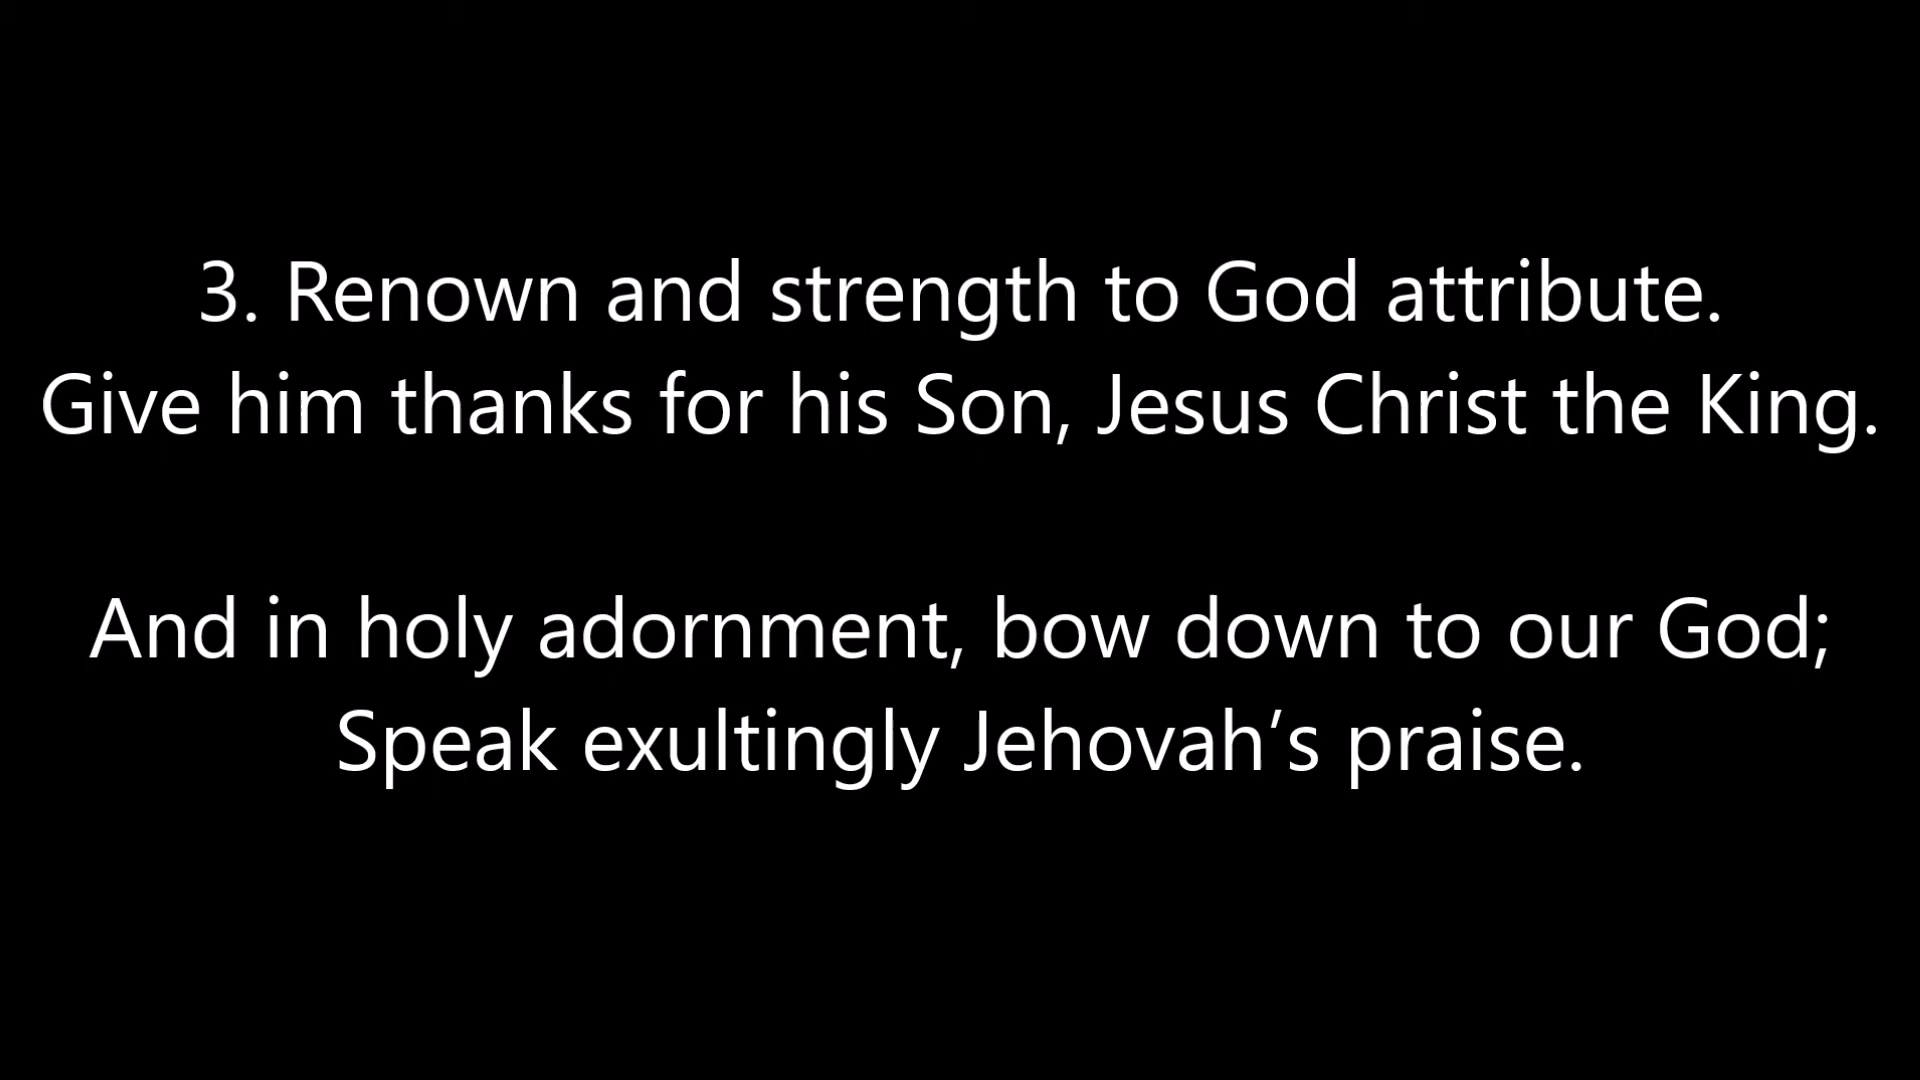 3. Renown and strength to God attribute.
Give him thanks for his Son, Jesus Christ the King.
And in holy adornment, bow down to our God;
Speak exultingly Jehovah’s praise.